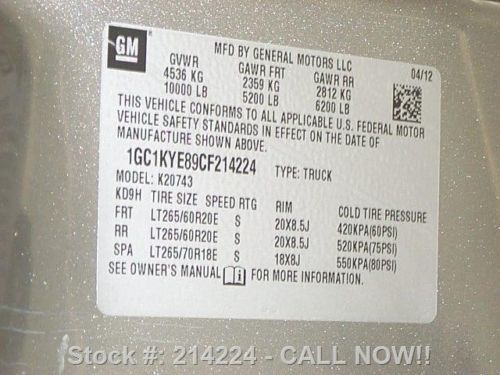 GM
MFD BY GENERAL MOTORS LLC
GVWR GAWR FRT GAWR RR 04/12
4536 KG 2359 KG 2812 KG
10000 LB 5200 LB 6200 LB
THIS VEHICLE CONFORMS TO ALL APPLICABLE U.S. FEDERAL MOTOR
VEHICLE SAFETY STANDARDS IN EFFECT ON THE DATE OF
MANUFACTURE SHOWN ABOVE.
1GC1KYE89CF214224 TYPE: TRUCK
MODEL: K20743
KD9H TIRE SIZE SPEED RTG RIM COLD TIRE PRESSURE
FRT LT265/60R20E S 20X8.5J 420KPA(60PSI)
RR LT265/60R20E S 20X8.5J 520KPA(75PSI)
SPA LT265/70R18E S 18X8J 550KPA(80PSI)
SEE OWNER'S MANUAL i FOR MORE INFORMATION.
Stock #: 214224 - CALL NOW!!